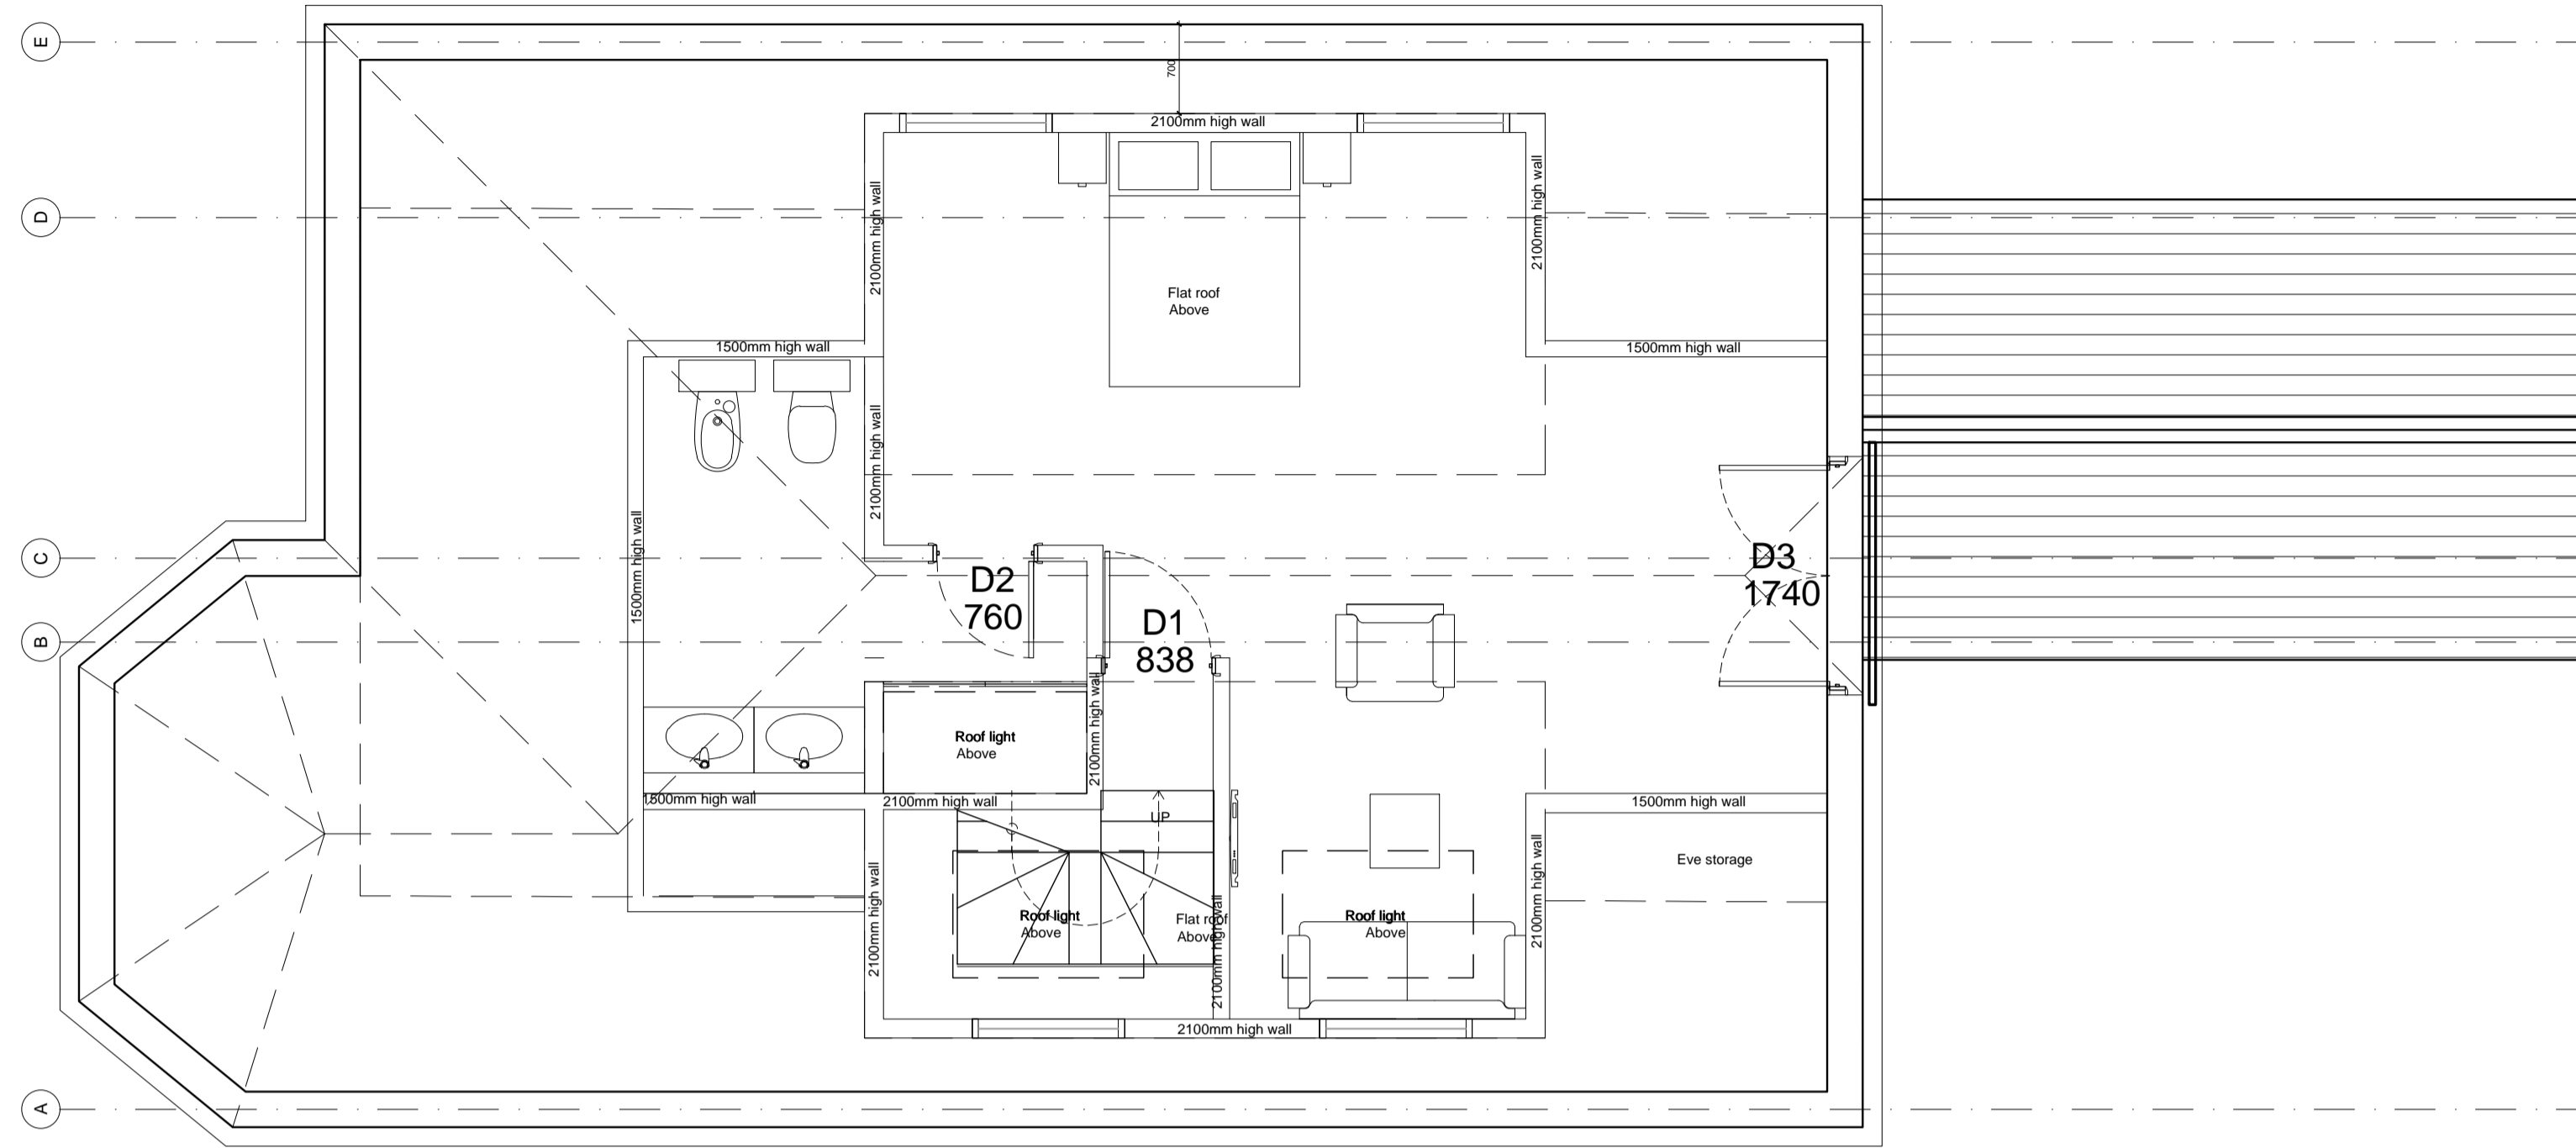 E
700
2100mm high wall
2100mm high wall
2100mm high wall
D
Flat roof
Above
1500mm high wall
1500mm high wall
2100mm high wall
1500mm high wall
C
D2
760
D3
1740
B
D1
838
2100mm high wall
Roof light
Above
1500mm high wall
2100mm high wall
1500mm high wall
UP
Eve storage
2100mm high wall
2100mm high wall
Roof light
Above
Flat roof
Above
2100mm high wall
Roof light
Above
2100mm high wall
A